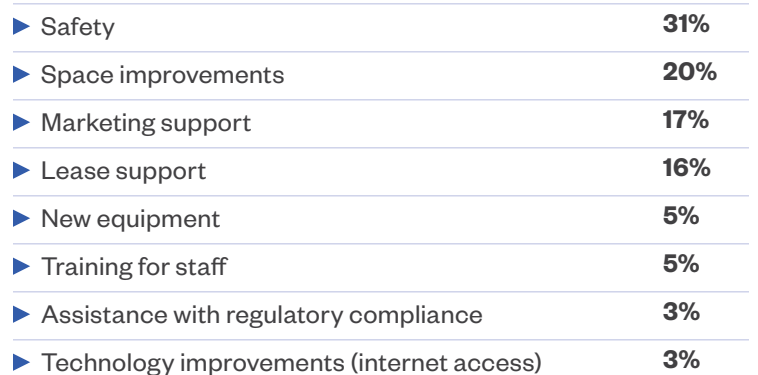 Safety 31%
Space improvements 20%
Marketing support 17%
Lease support 16%
New equipment 5%
Training for staff 5%
Assistance with regulatory compliance 3%
Technology improvements (internet access) 3%